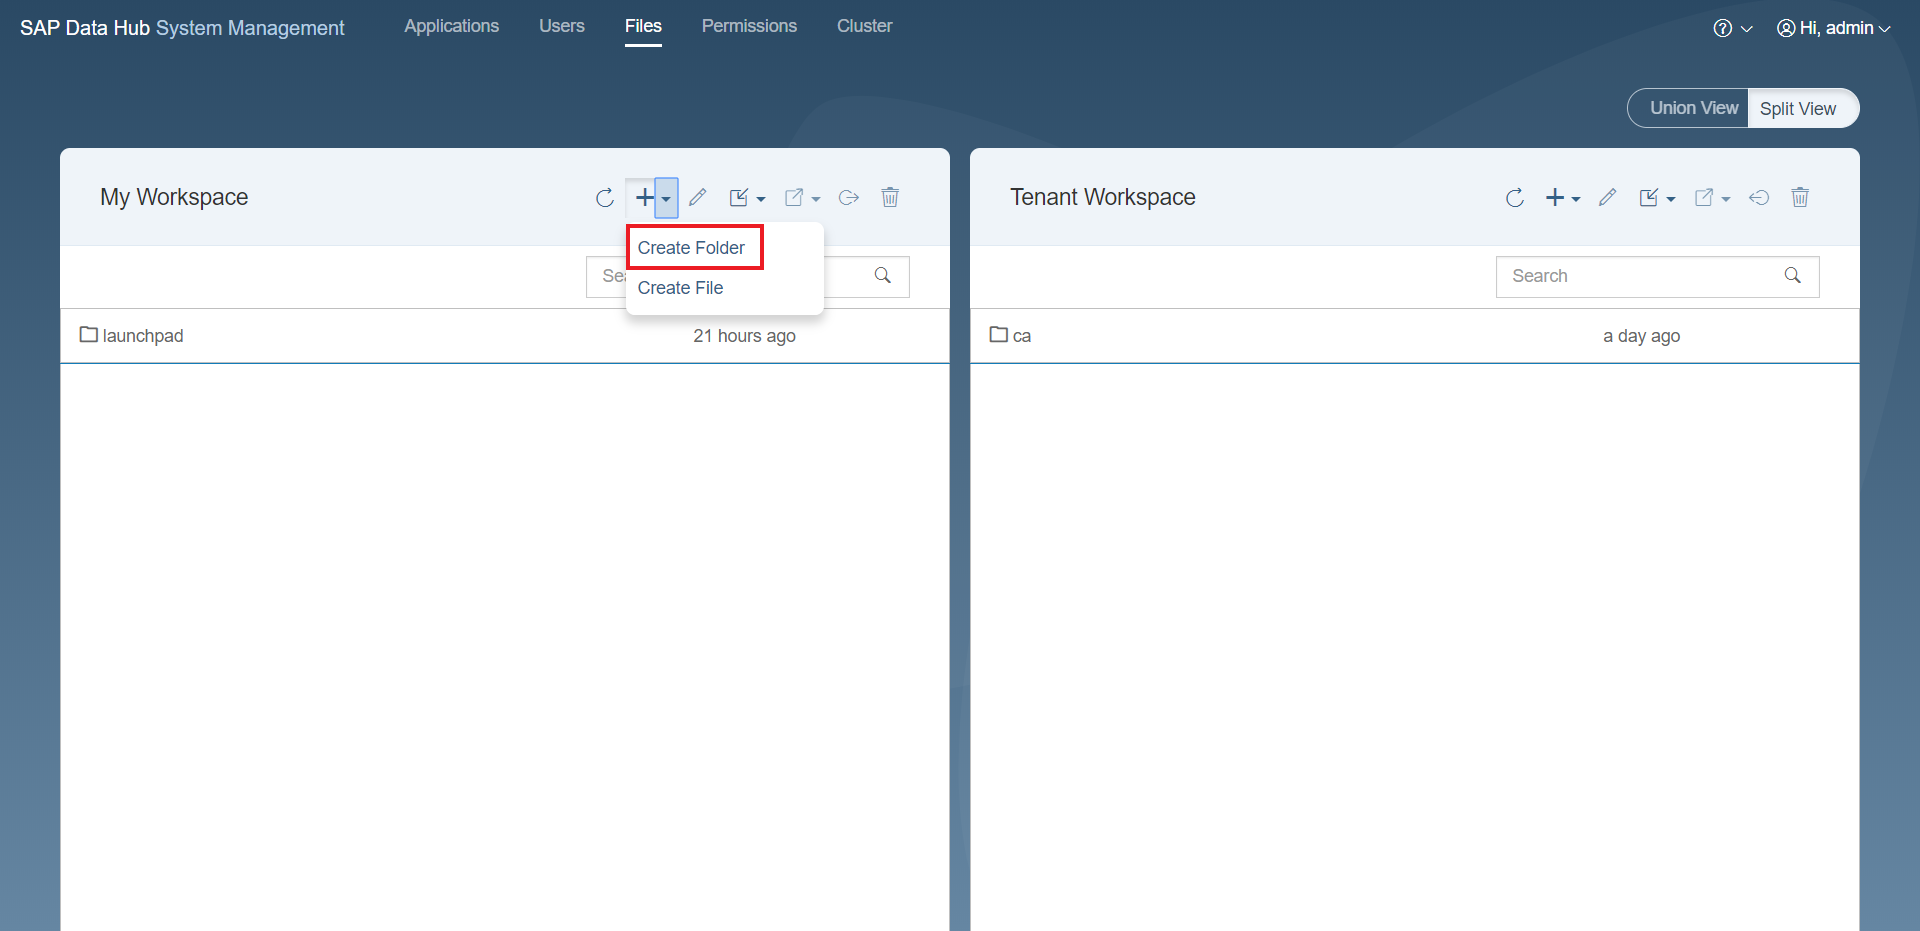 SAP Data Hub System Management
Applications
Users
Files
Permissions
Cluster
Hi, admin
Union View
Split View
My Workspace
Create Folder
Create File
Sea
launchpad
21 hours ago
Tenant Workspace
Search
ca
a day ago